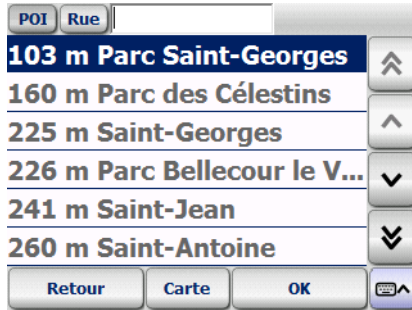 POI Rue
103 m Parc Saint-Georges
160 m Parc des Célestins
225 m Saint-Georges
226 m Parc Bellecour le V...
241 m Saint-Jean
260 m Saint-Antoine
Retour Carte OK